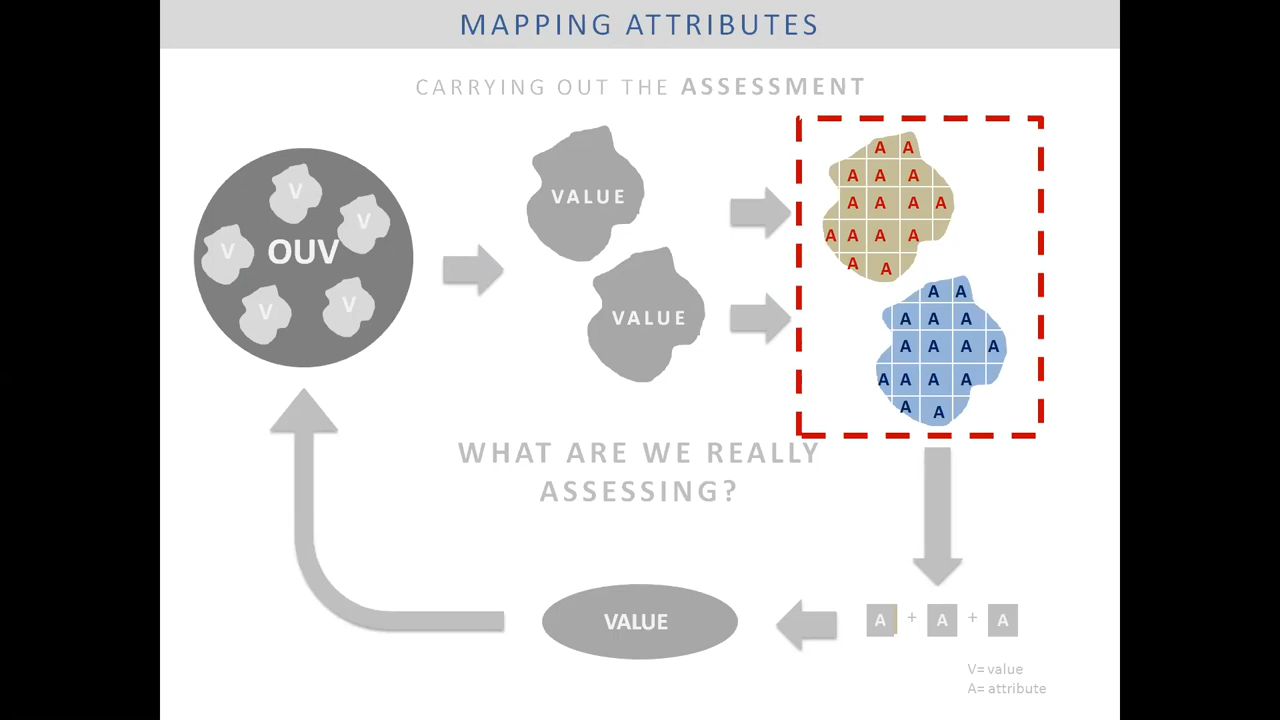 MAPPING ATTRIBUTES
CARRYING OUT THE ASSESSMENT
V
V
V
OUV
V
V
VALUE
VALUE
A A
A A A
A A A A
A A A A
A A
A A
A A A
A A A A
A A A A
A A
WHAT ARE WE REALLY
ASSESSING?
VALUE
A + A + A
V= value
A= attribute